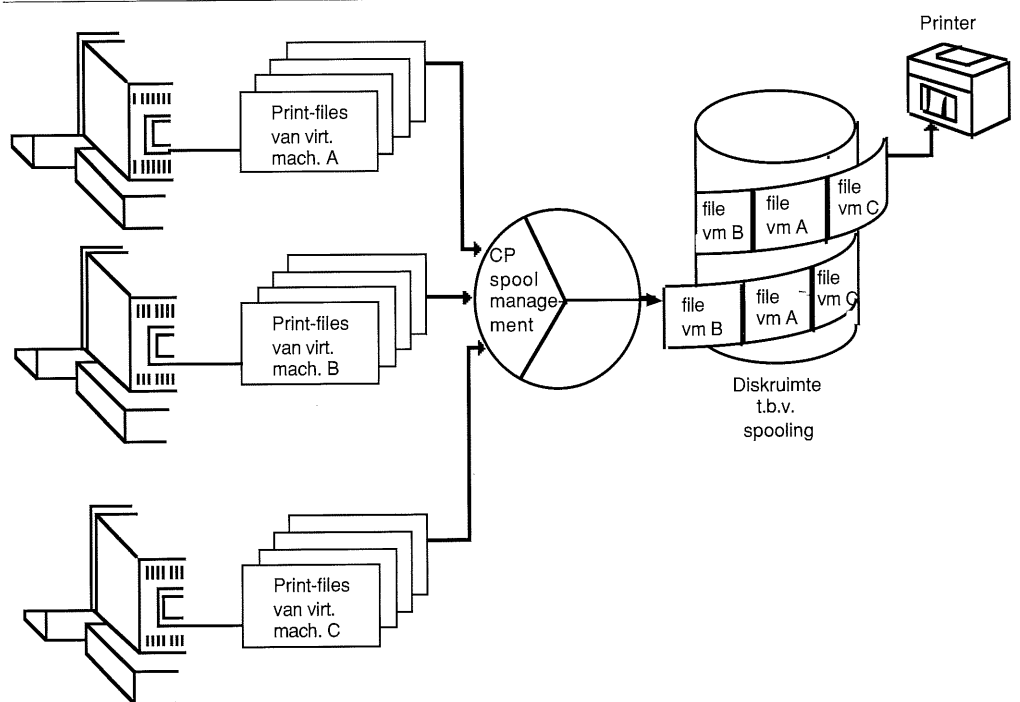 Printer
Print-files
van virt.
mach. A
file
vm B
file
vm A
file
vm C
CP
spool
manage-
ment
file
vm B
file
vm A
file
vm C
Print-files
van virt.
mach. B
Diskruimte
t.b.v.
spooling
Print-files
van virt.
mach. C